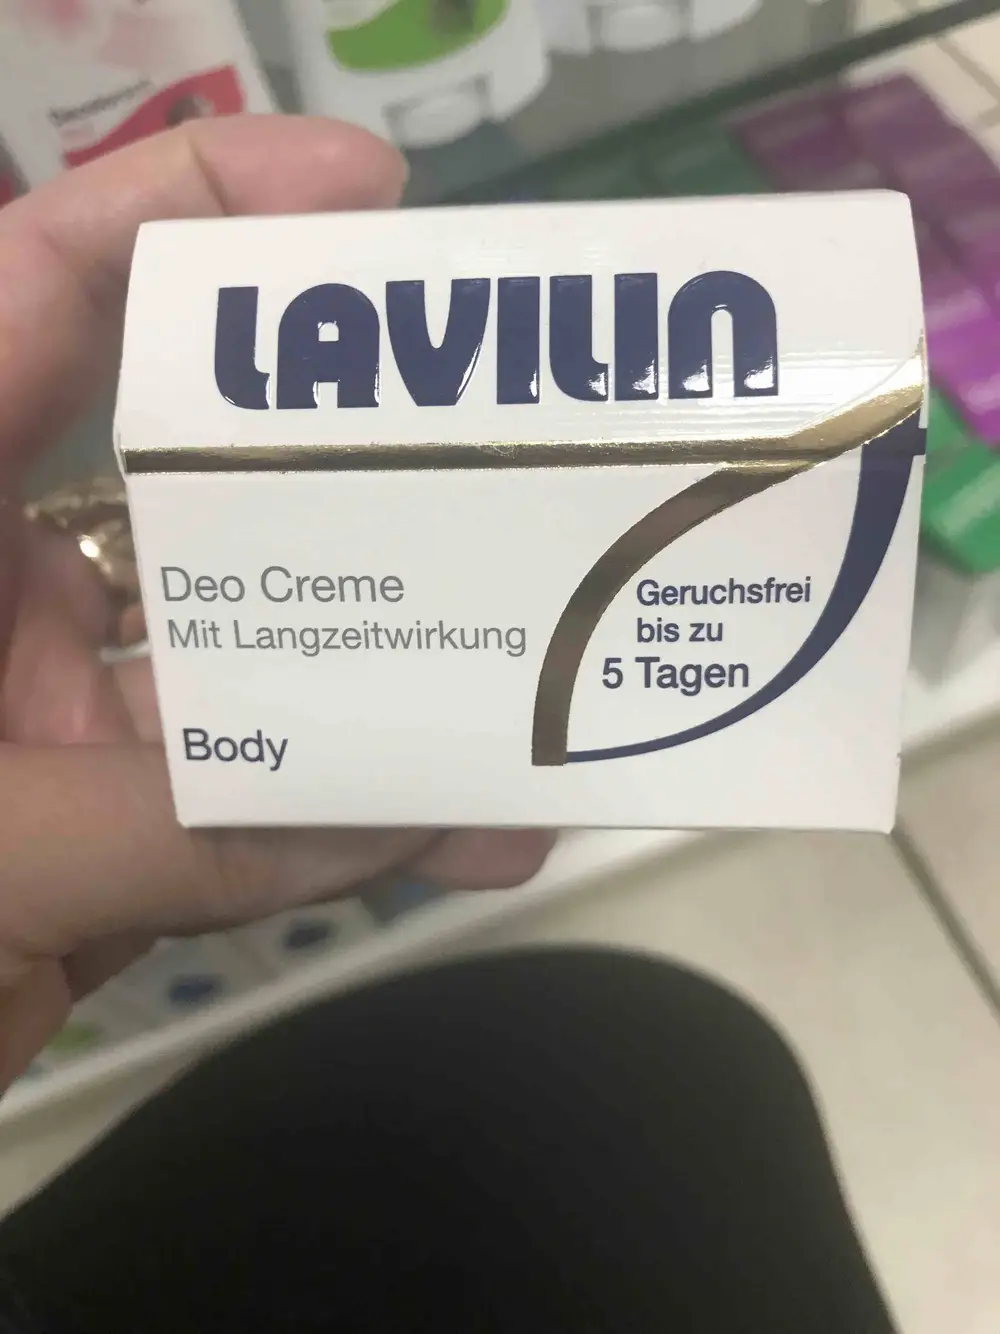 LAVILIN
Deo Creme
Mit Langzeitwirkung
Body
Geruchsfrei
bis zu
5 Tagen